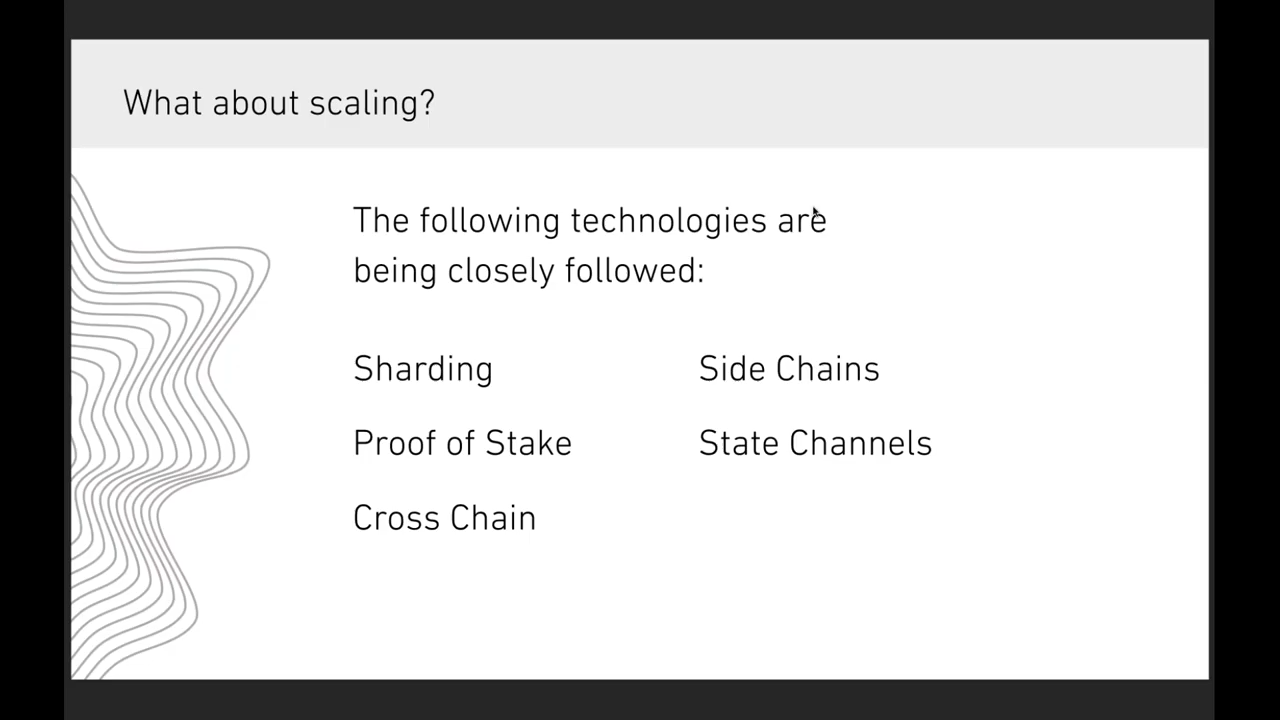 What about scaling?
The following technologies are
being closely followed:
Sharding
Side Chains
Proof of Stake
State Channels
Cross Chain